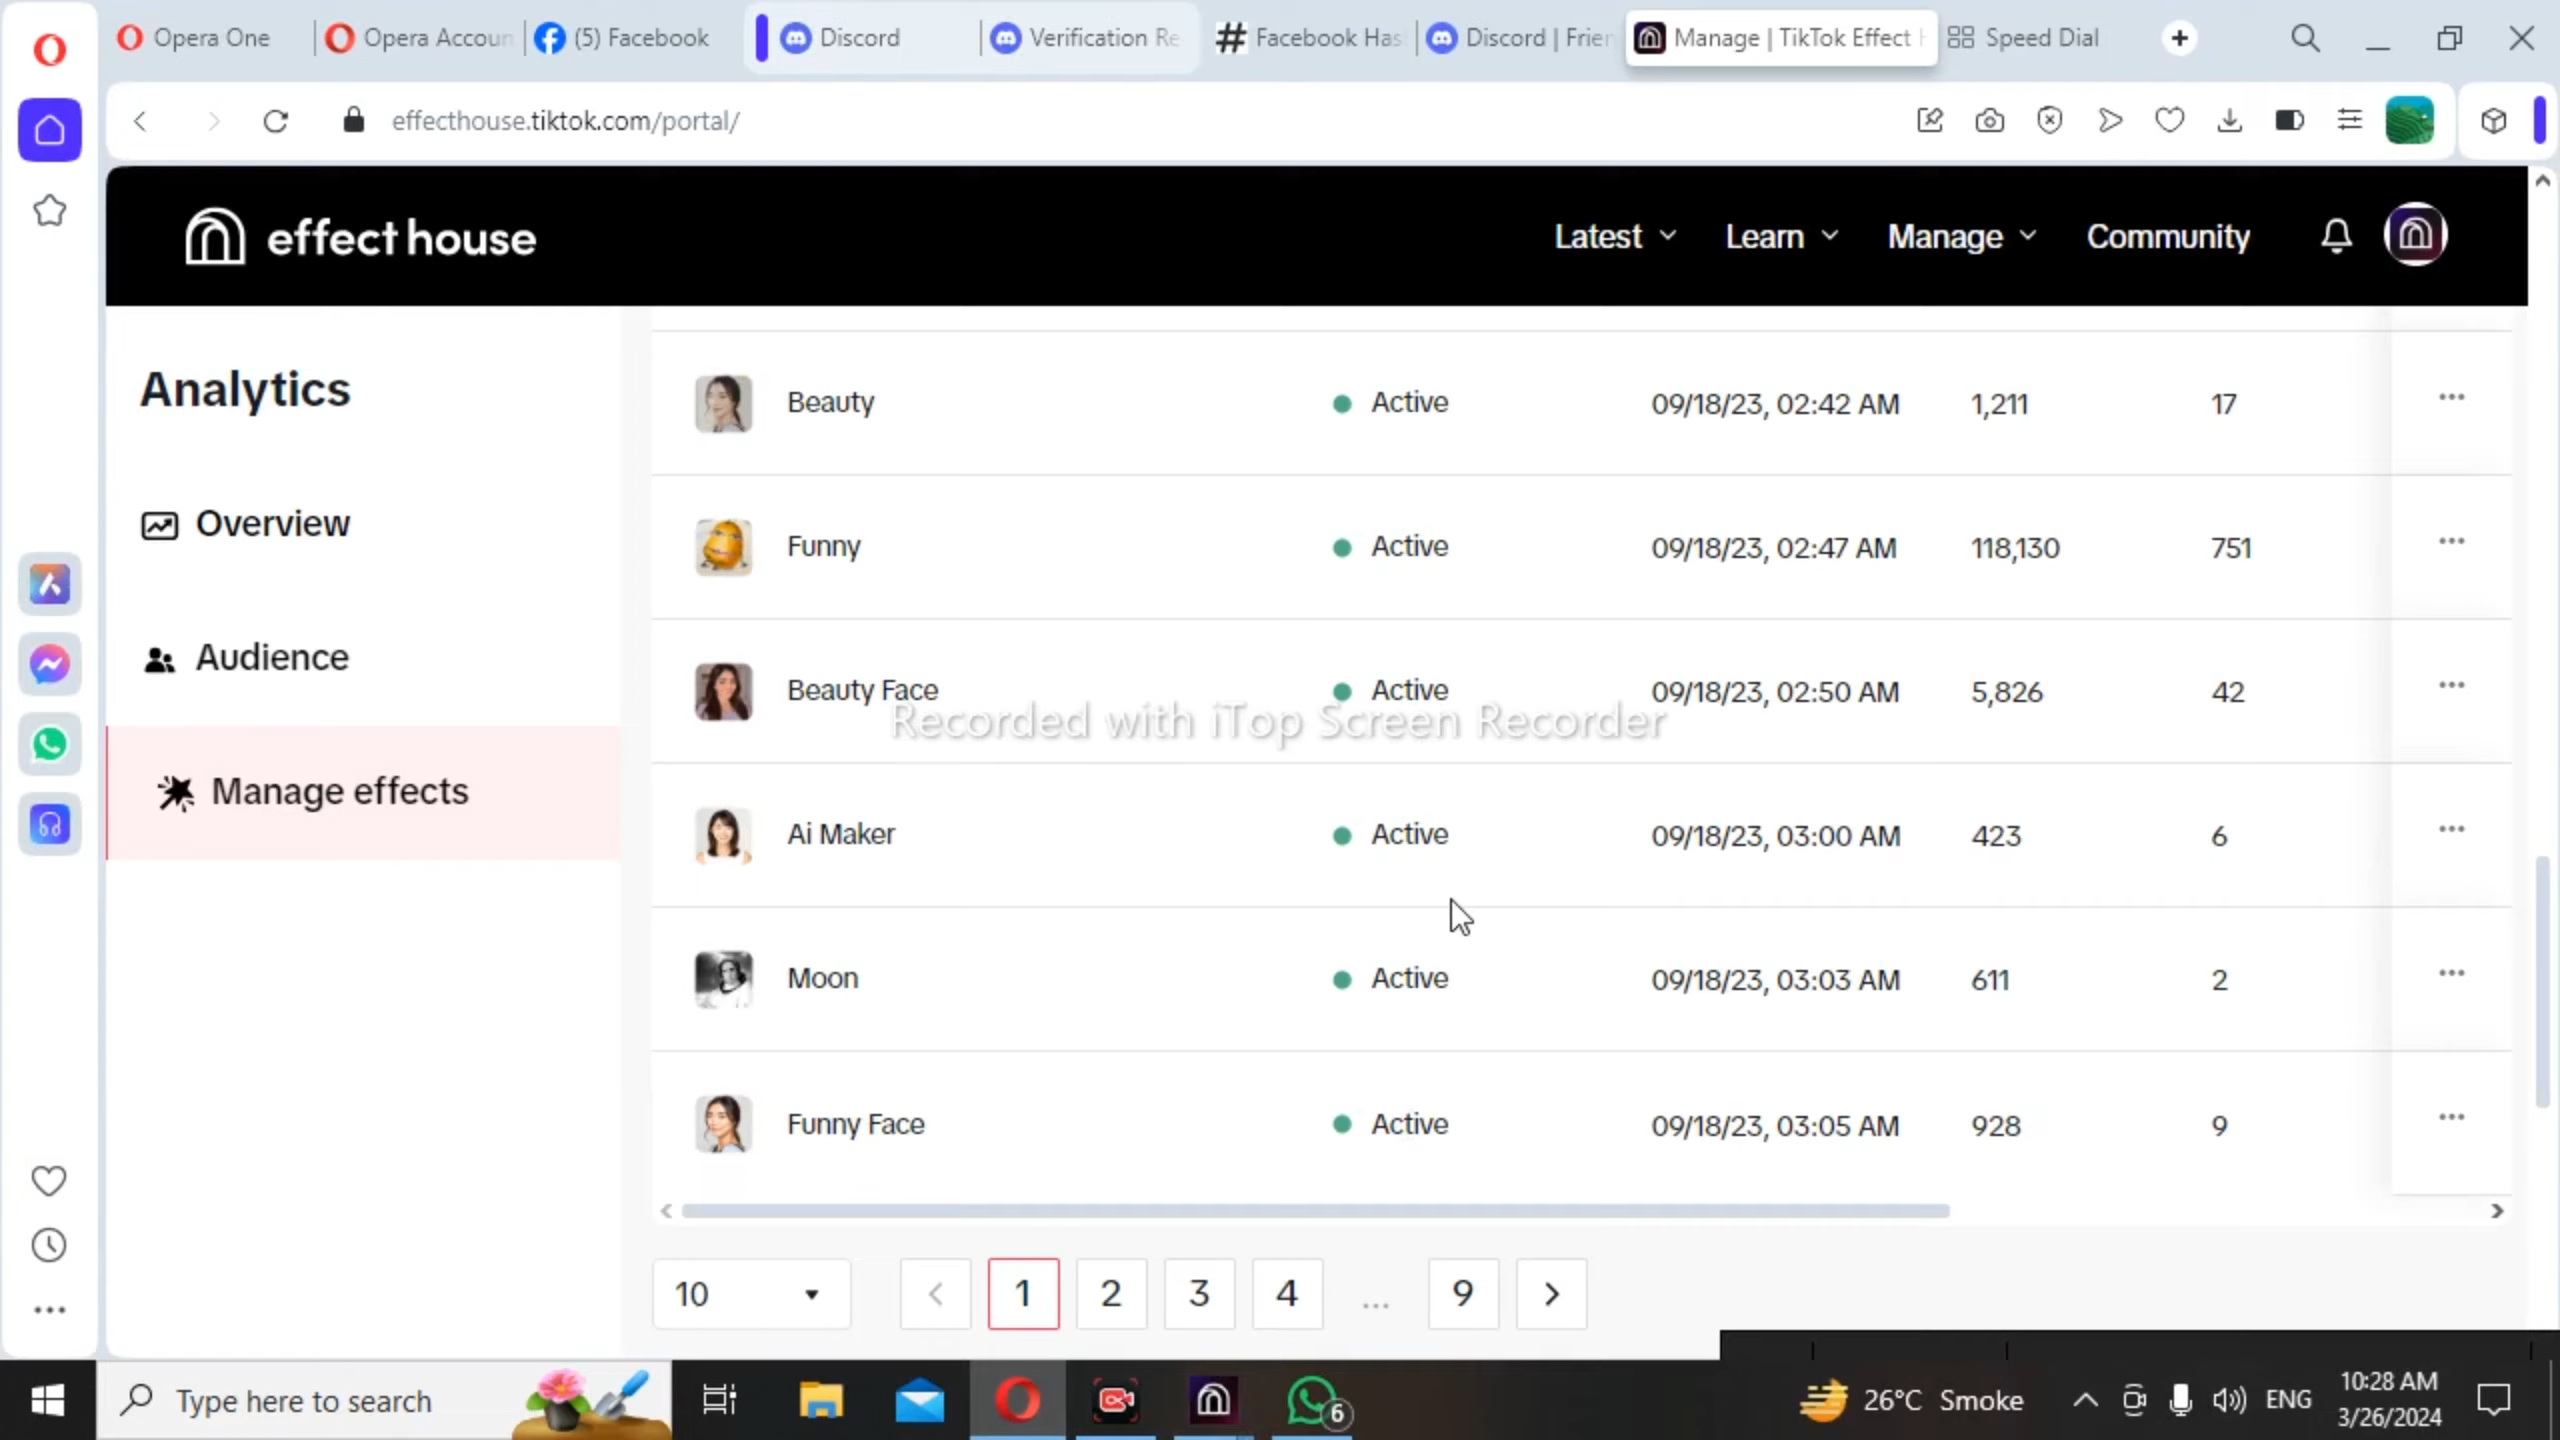 Opera One
Opera Accoun
(5) Facebook
Discord
Verification Re
Facebook Has
Discord | Frien
Manage | TikTok Effect H
Speed Dial
effecthouse.tiktok.com/portal/
effect house
Latest
Learn
Manage
Community
Analytics
Overview
Audience
Manage effects
Beauty Active 09/18/23, 02:42 AM 1,211 17
Funny Active 09/18/23, 02:47 AM 118,130 751
Beauty Face Active 09/18/23, 02:50 AM 5,826 42
Recorded with iTop Screen Recorder
Ai Maker Active 09/18/23, 03:00 AM 423 6
Moon Active 09/18/23, 03:03 AM 611 2
Funny Face Active 09/18/23, 03:05 AM 928 9
10 1 2 3 4 ... 9
Type here to search
6
26°C Smoke
ENG
10:28 AM
3/26/2024